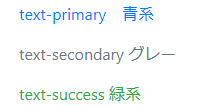 text-primary　青系
text-secondary グレー
text-success 緑系